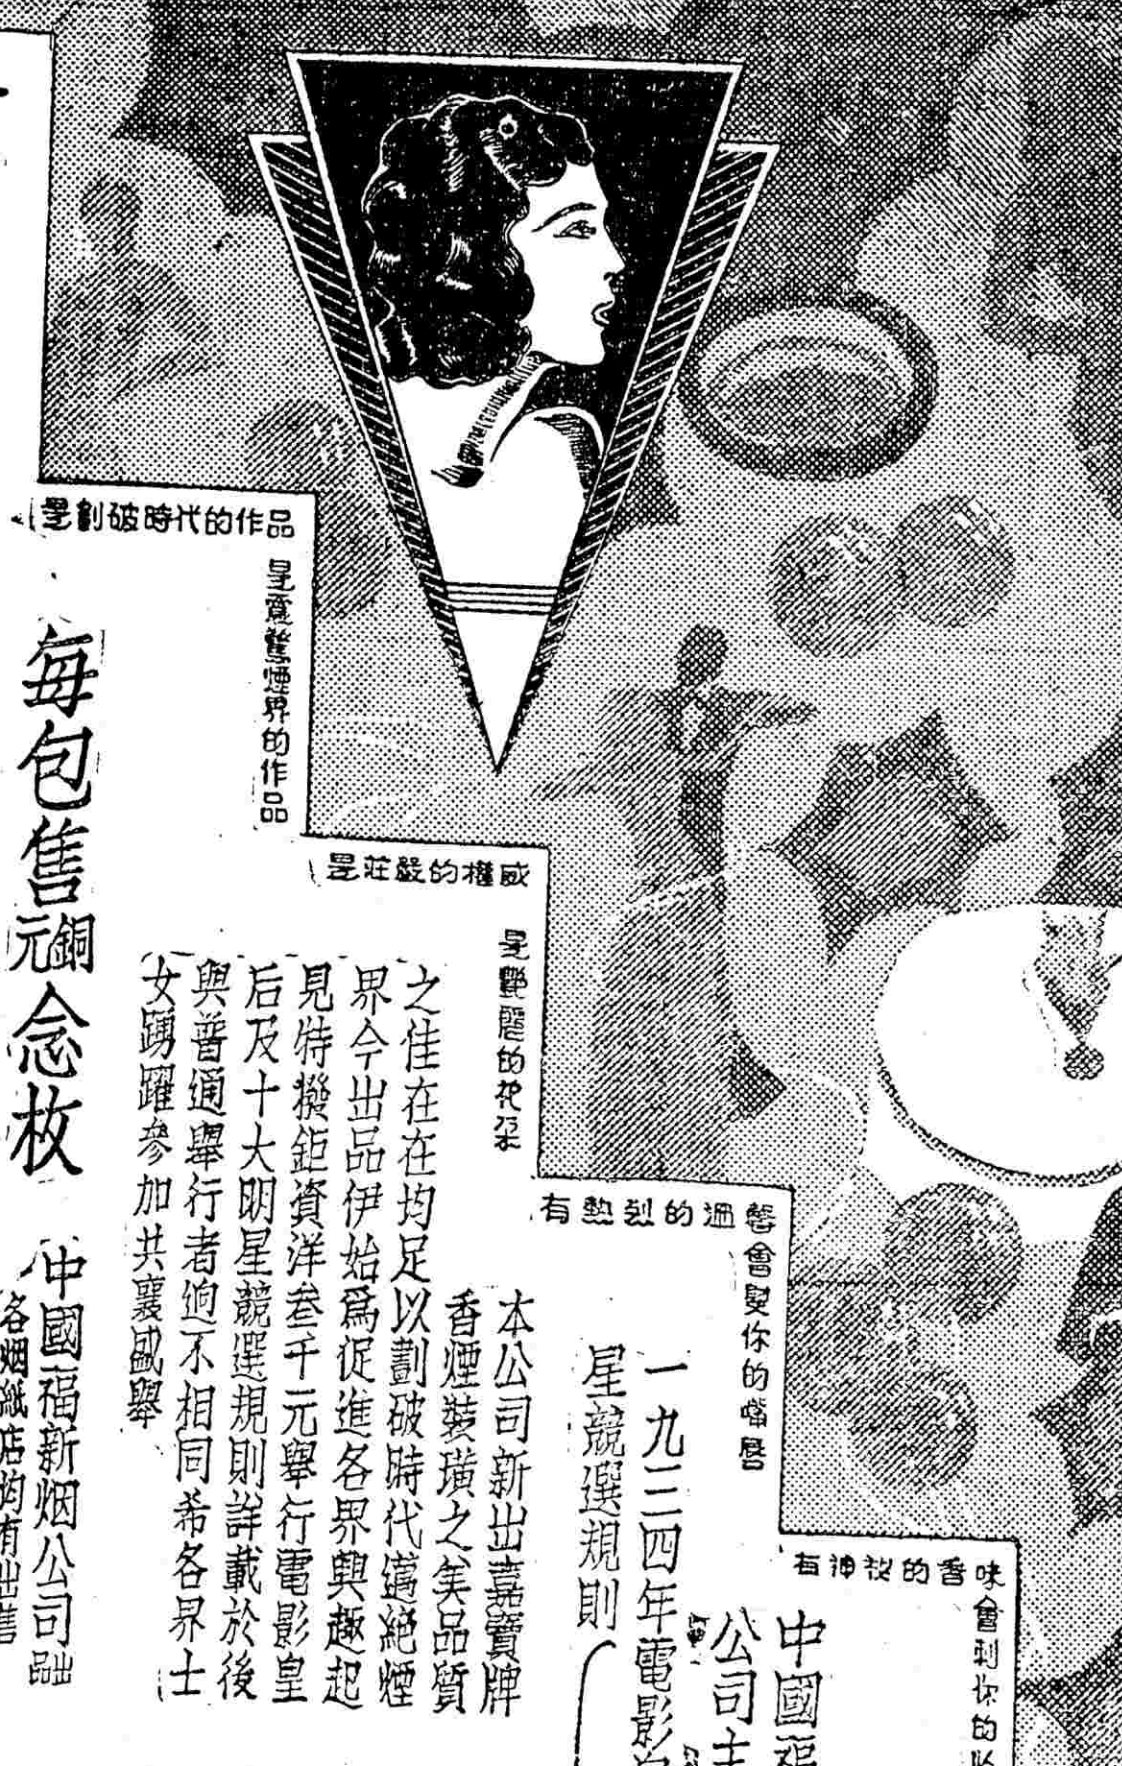 是劃破時代的作品
是震驚煙界的作品
是莊嚴的權威
是艷麗的花朵
有熱烈的溫馨
會與你的嘴唇
有神秘的香味
會刺你的
中國福
公司主
一九三四年電影
星競選規則
本公司新出嘉寶牌
香煙裝璜之美品質
之佳在在均足以劃破時代邁絕煙
界今出品伊始爲促進各界興趣起
見特撥鉅資洋叁千元舉行電影皇
后及十大明星競選規則詳載於後
與普通舉行者逈不相同希各界士
女踴躍參加共襄盛舉
每包售銅元念枚
中國福新烟公司出品
各烟紙店均有出售